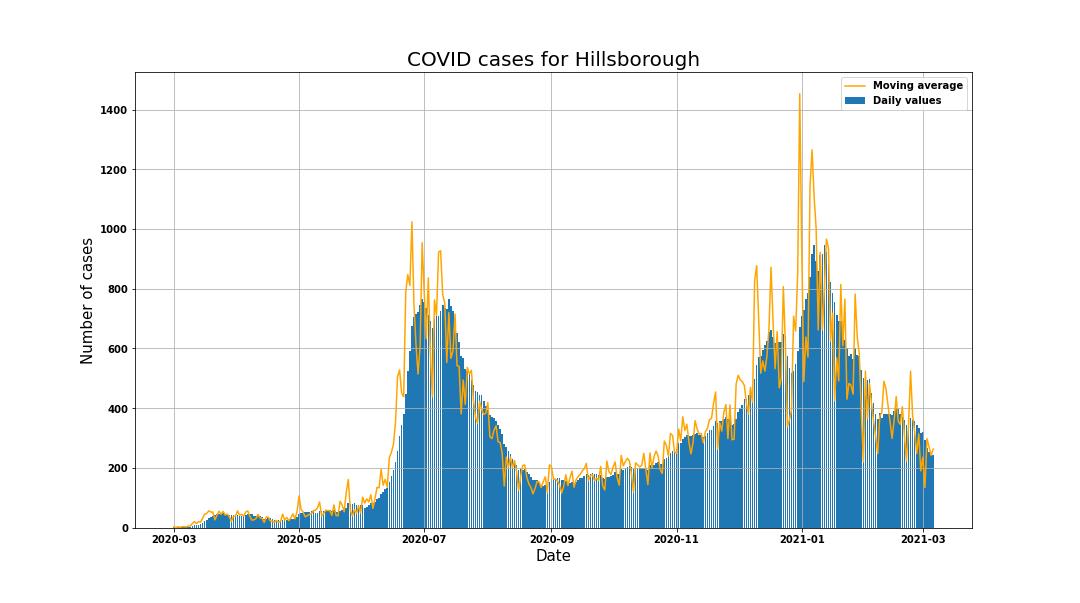 COVID cases for Hillsborough
Moving average
Daily values
Number of cases
1400
1200
1000
800
600
400
200
0
2020-03 2020-05 2020-07 2020-09 2020-11 2021-01 2021-03
Date